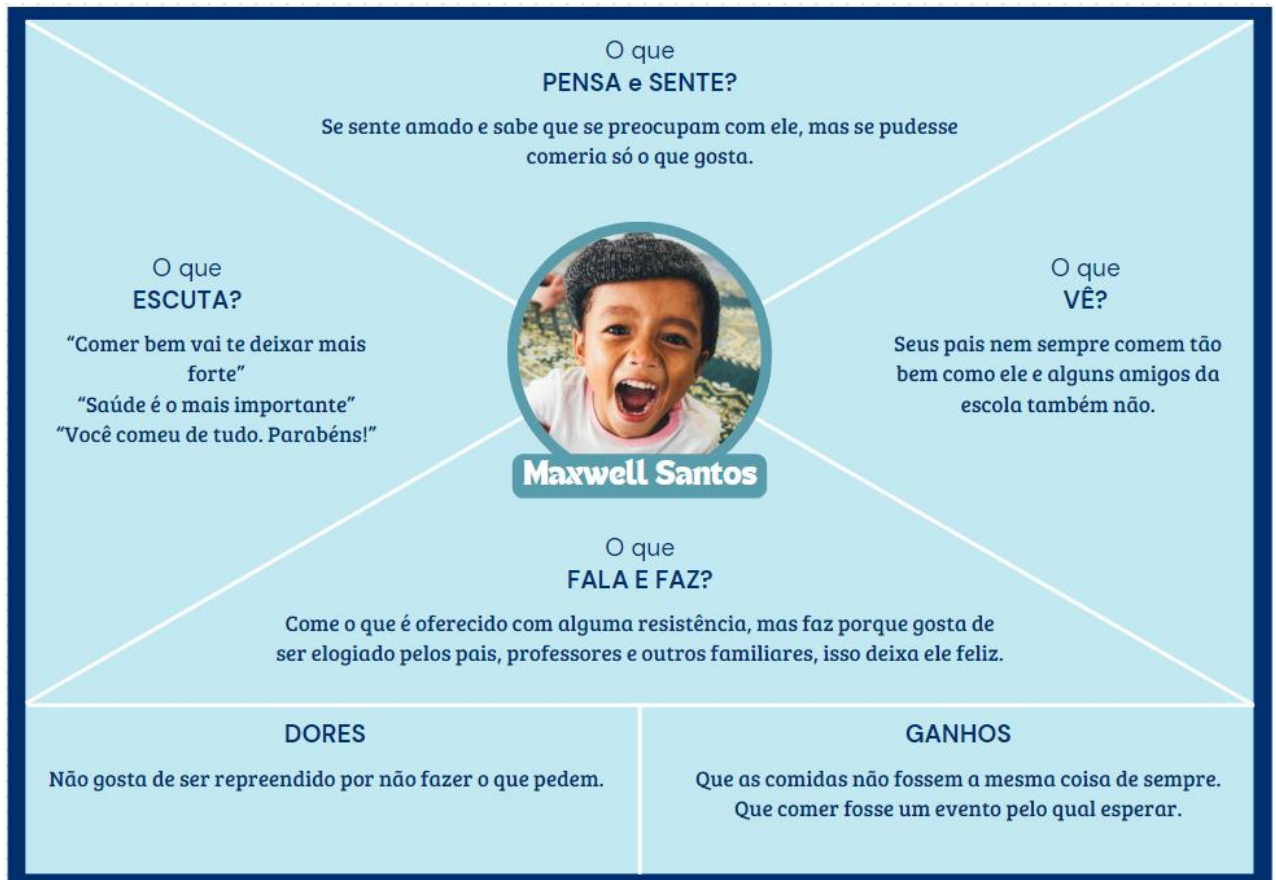 O que
PENSA e SENTE?
Se sente amado e sabe que se preocupam com ele, mas se pudesse
comeria só o que gosta.
O que
ESCUTA?
“Comer bem vai te deixar mais
forte”
“Saúde é o mais importante”
“Você comeu de tudo. Parabéns!”
O que
VÊ?
Seus pais nem sempre comem tão
bem como ele e alguns amigos da
escola também não.
Maxwell Santos
O que
FALA E FAZ?
Come o que é oferecido com alguma resistência, mas faz porque gosta de
ser elogiado pelos pais, professores e outros familiares, isso deixa ele feliz.
DORES
Não gosta de ser repreendido por não fazer o que pedem.
GANHOS
Que as comidas não fossem a mesma coisa de sempre.
Que comer fosse um evento pelo qual esperar.